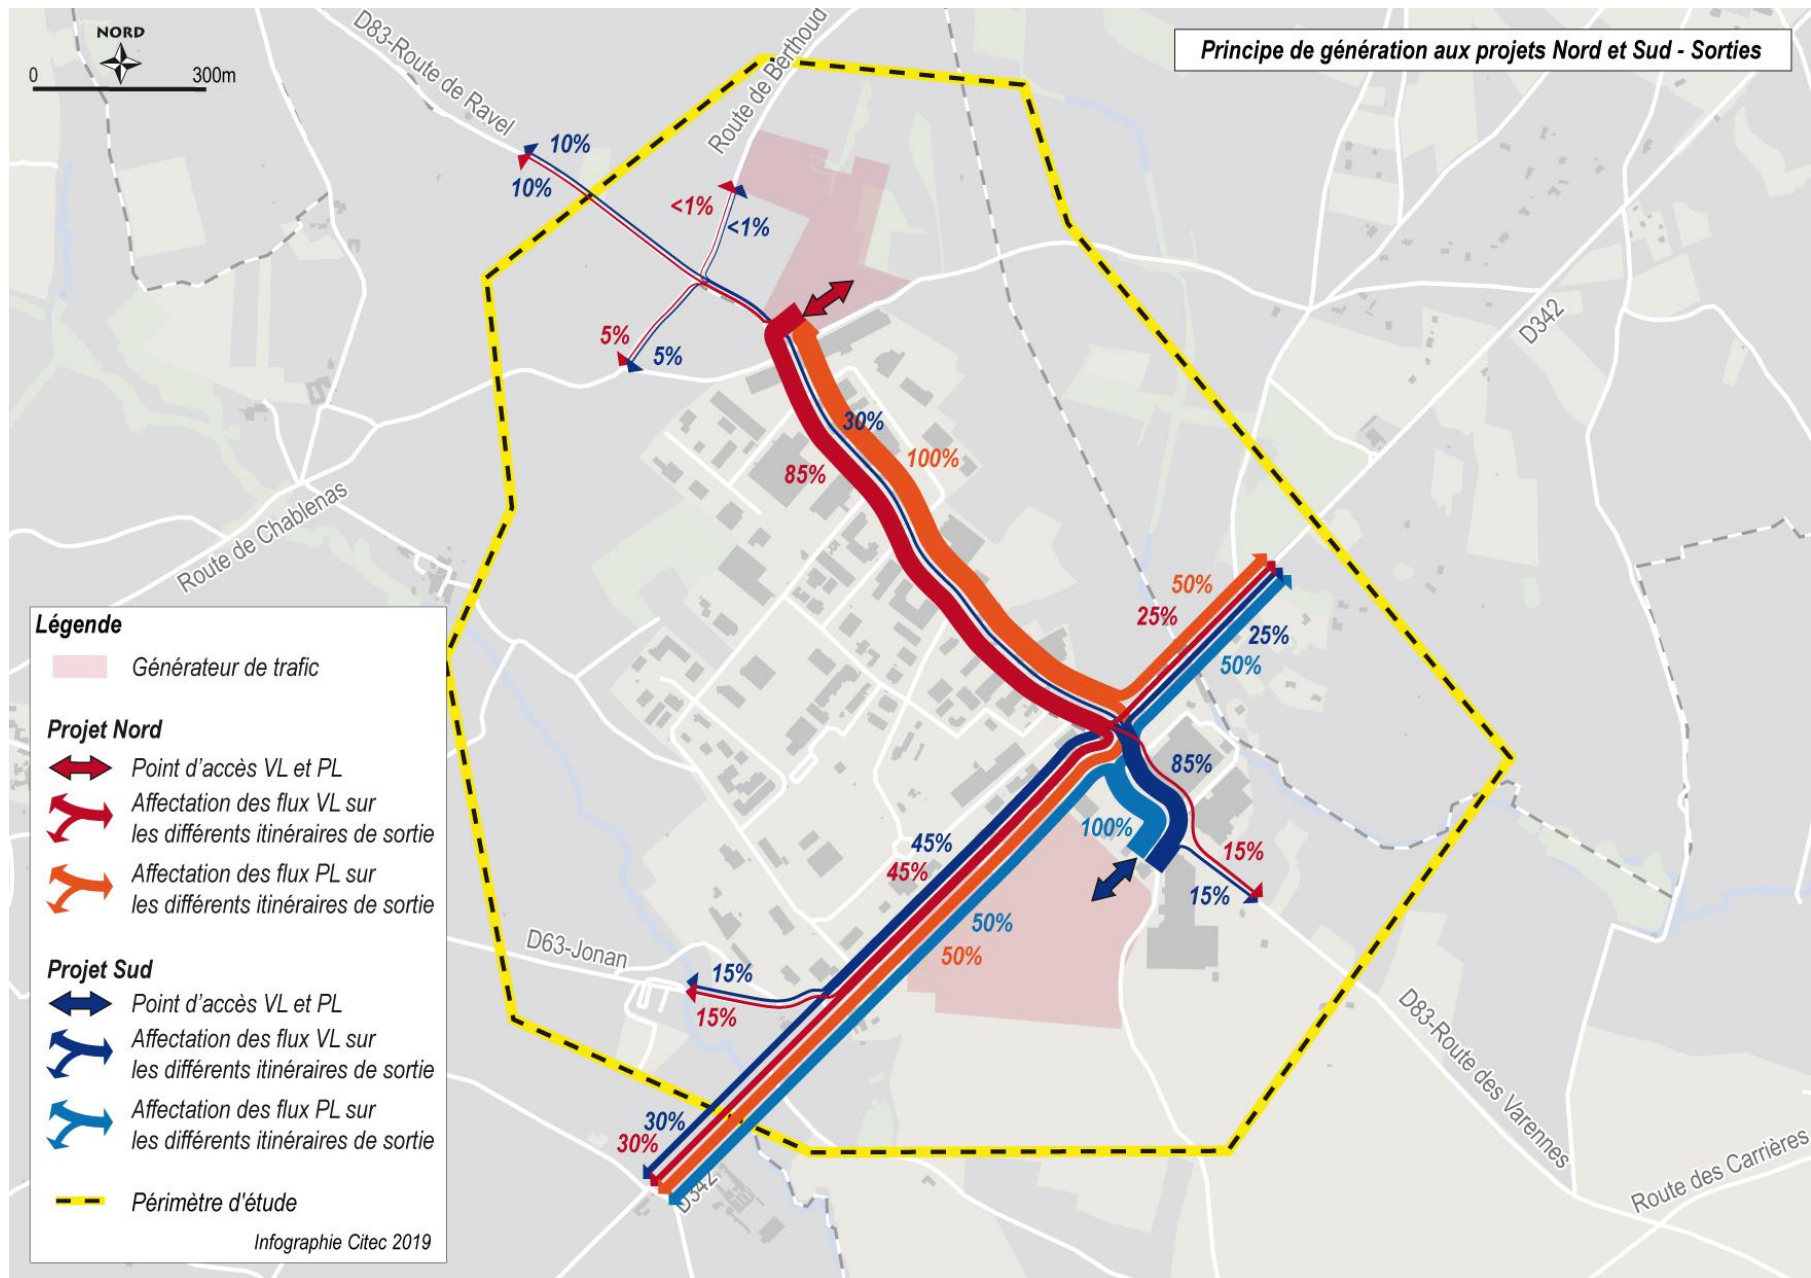 Principe de génération aux projets Nord et Sud - Sorties
NORD
0 300m
D83-Route de Ravel
Route de Berthoud
10%
10%
<1%
<1%
5%
5%
30%
100%
85%
D342
Route de Chablenas
50%
25%
25%
50%
85%
100%
45%
45%
15%
15%
50%
50%
D63-Jonan
15%
15%
30%
30%
D342
D83-Route des Varennes
Route des Carrières
Légende
Générateur de trafic
Projet Nord
Point d'accès VL et PL
Affectation des flux VL sur
les différents itinéraires de sortie
Affectation des flux PL sur
les différents itinéraires de sortie
Projet Sud
Point d'accès VL et PL
Affectation des flux VL sur
les différents itinéraires de sortie
Affectation des flux PL sur
les différents itinéraires de sortie
Périmètre d'étude
Infographie Citec 2019